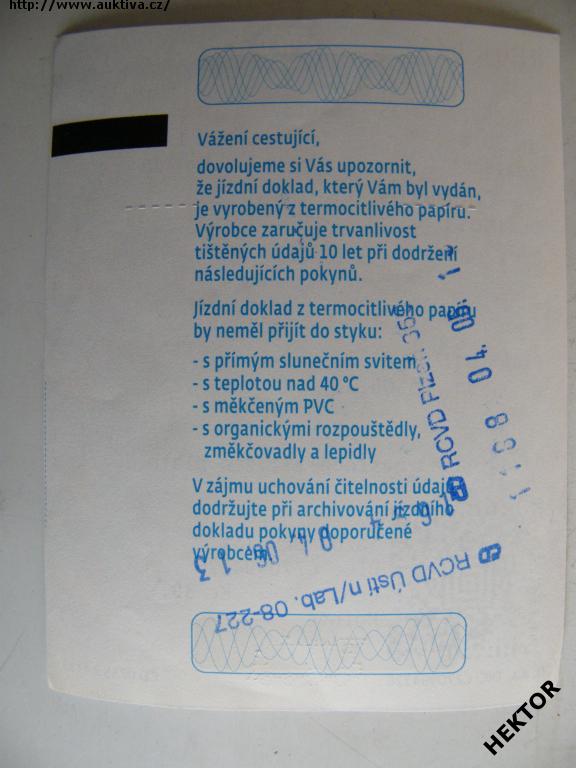 http://www.auktiva.cz/
Vážení cestující,
dovolujeme si Vás upozornit,
že jízdní doklad, který Vám byl vydán,
je vyrobený z termocitlivého papíru.
Výrobce zaručuje trvanlivost
tištěných údajů 10 let při dodržení
následujících pokynů.
Jízdní doklad z termocitlivého papíru
by neměl přijít do styku:
- s přímým slunečním svitem
- s teplotou nad 40 °C
- s měkčeným PVC
- s organickými rozpouštědly,
změkčovadly a lepidly
V zájmu uchování čitelnosti údajů
dodržujte při archivování jízdního
dokladu pokyny doporučené
výrobcem
RCVD Plzeň
RCVD Ústí n/Lab. 08-227
HEKTOR